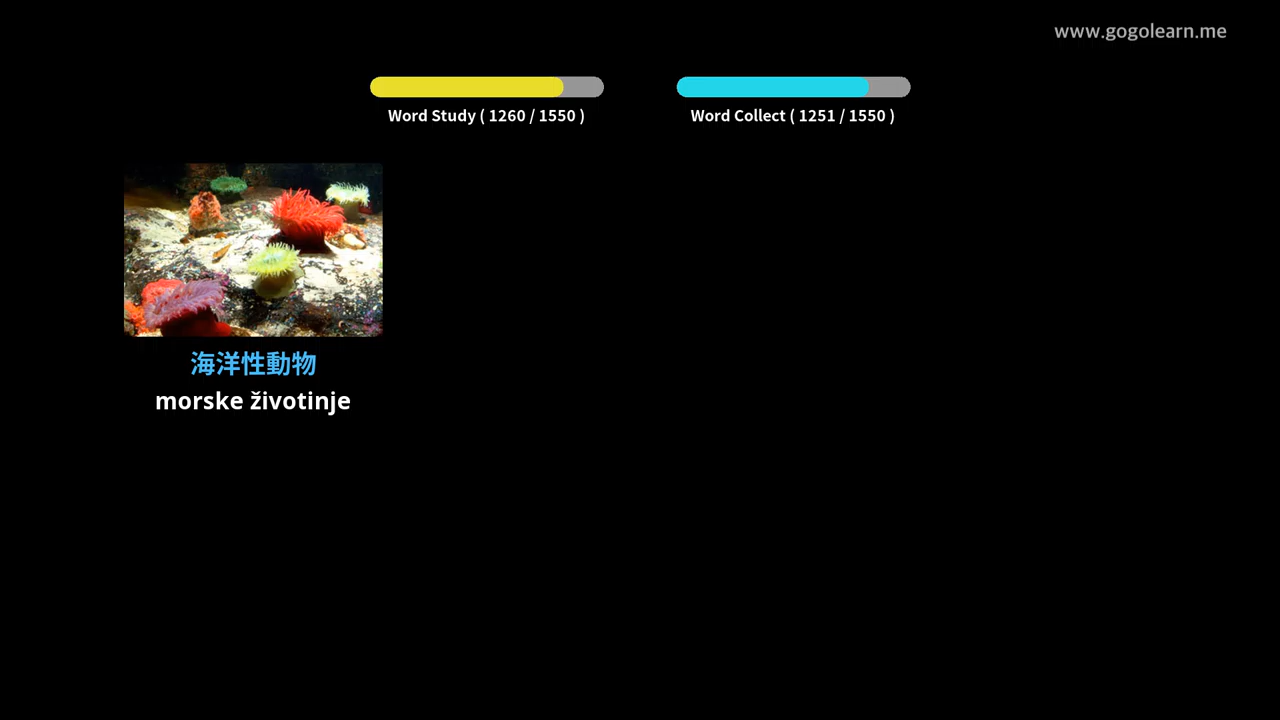 www.gogolearn.me
Word Study ( 1260 / 1550 )
Word Collect ( 1251 / 1550 )
海洋性動物
morske životinje